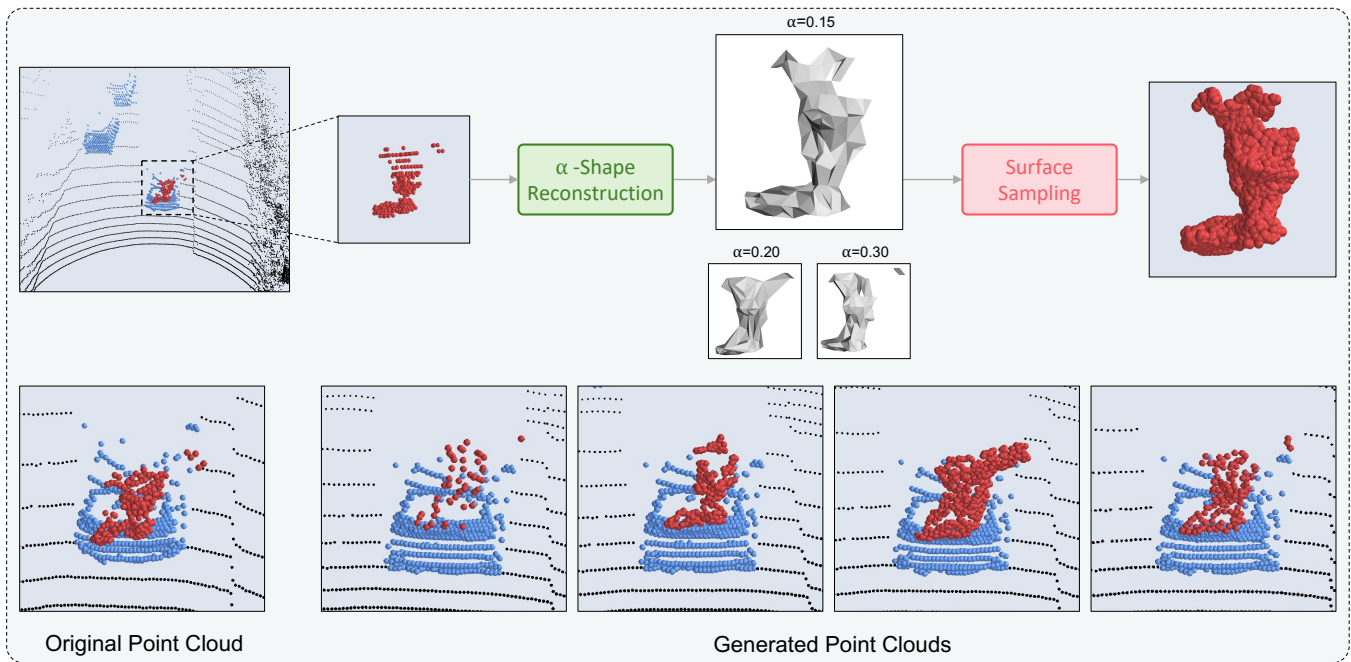 α=0.15
α -Shape
Reconstruction
Surface
Sampling
α=0.20
α=0.30
Original Point Cloud
Generated Point Clouds